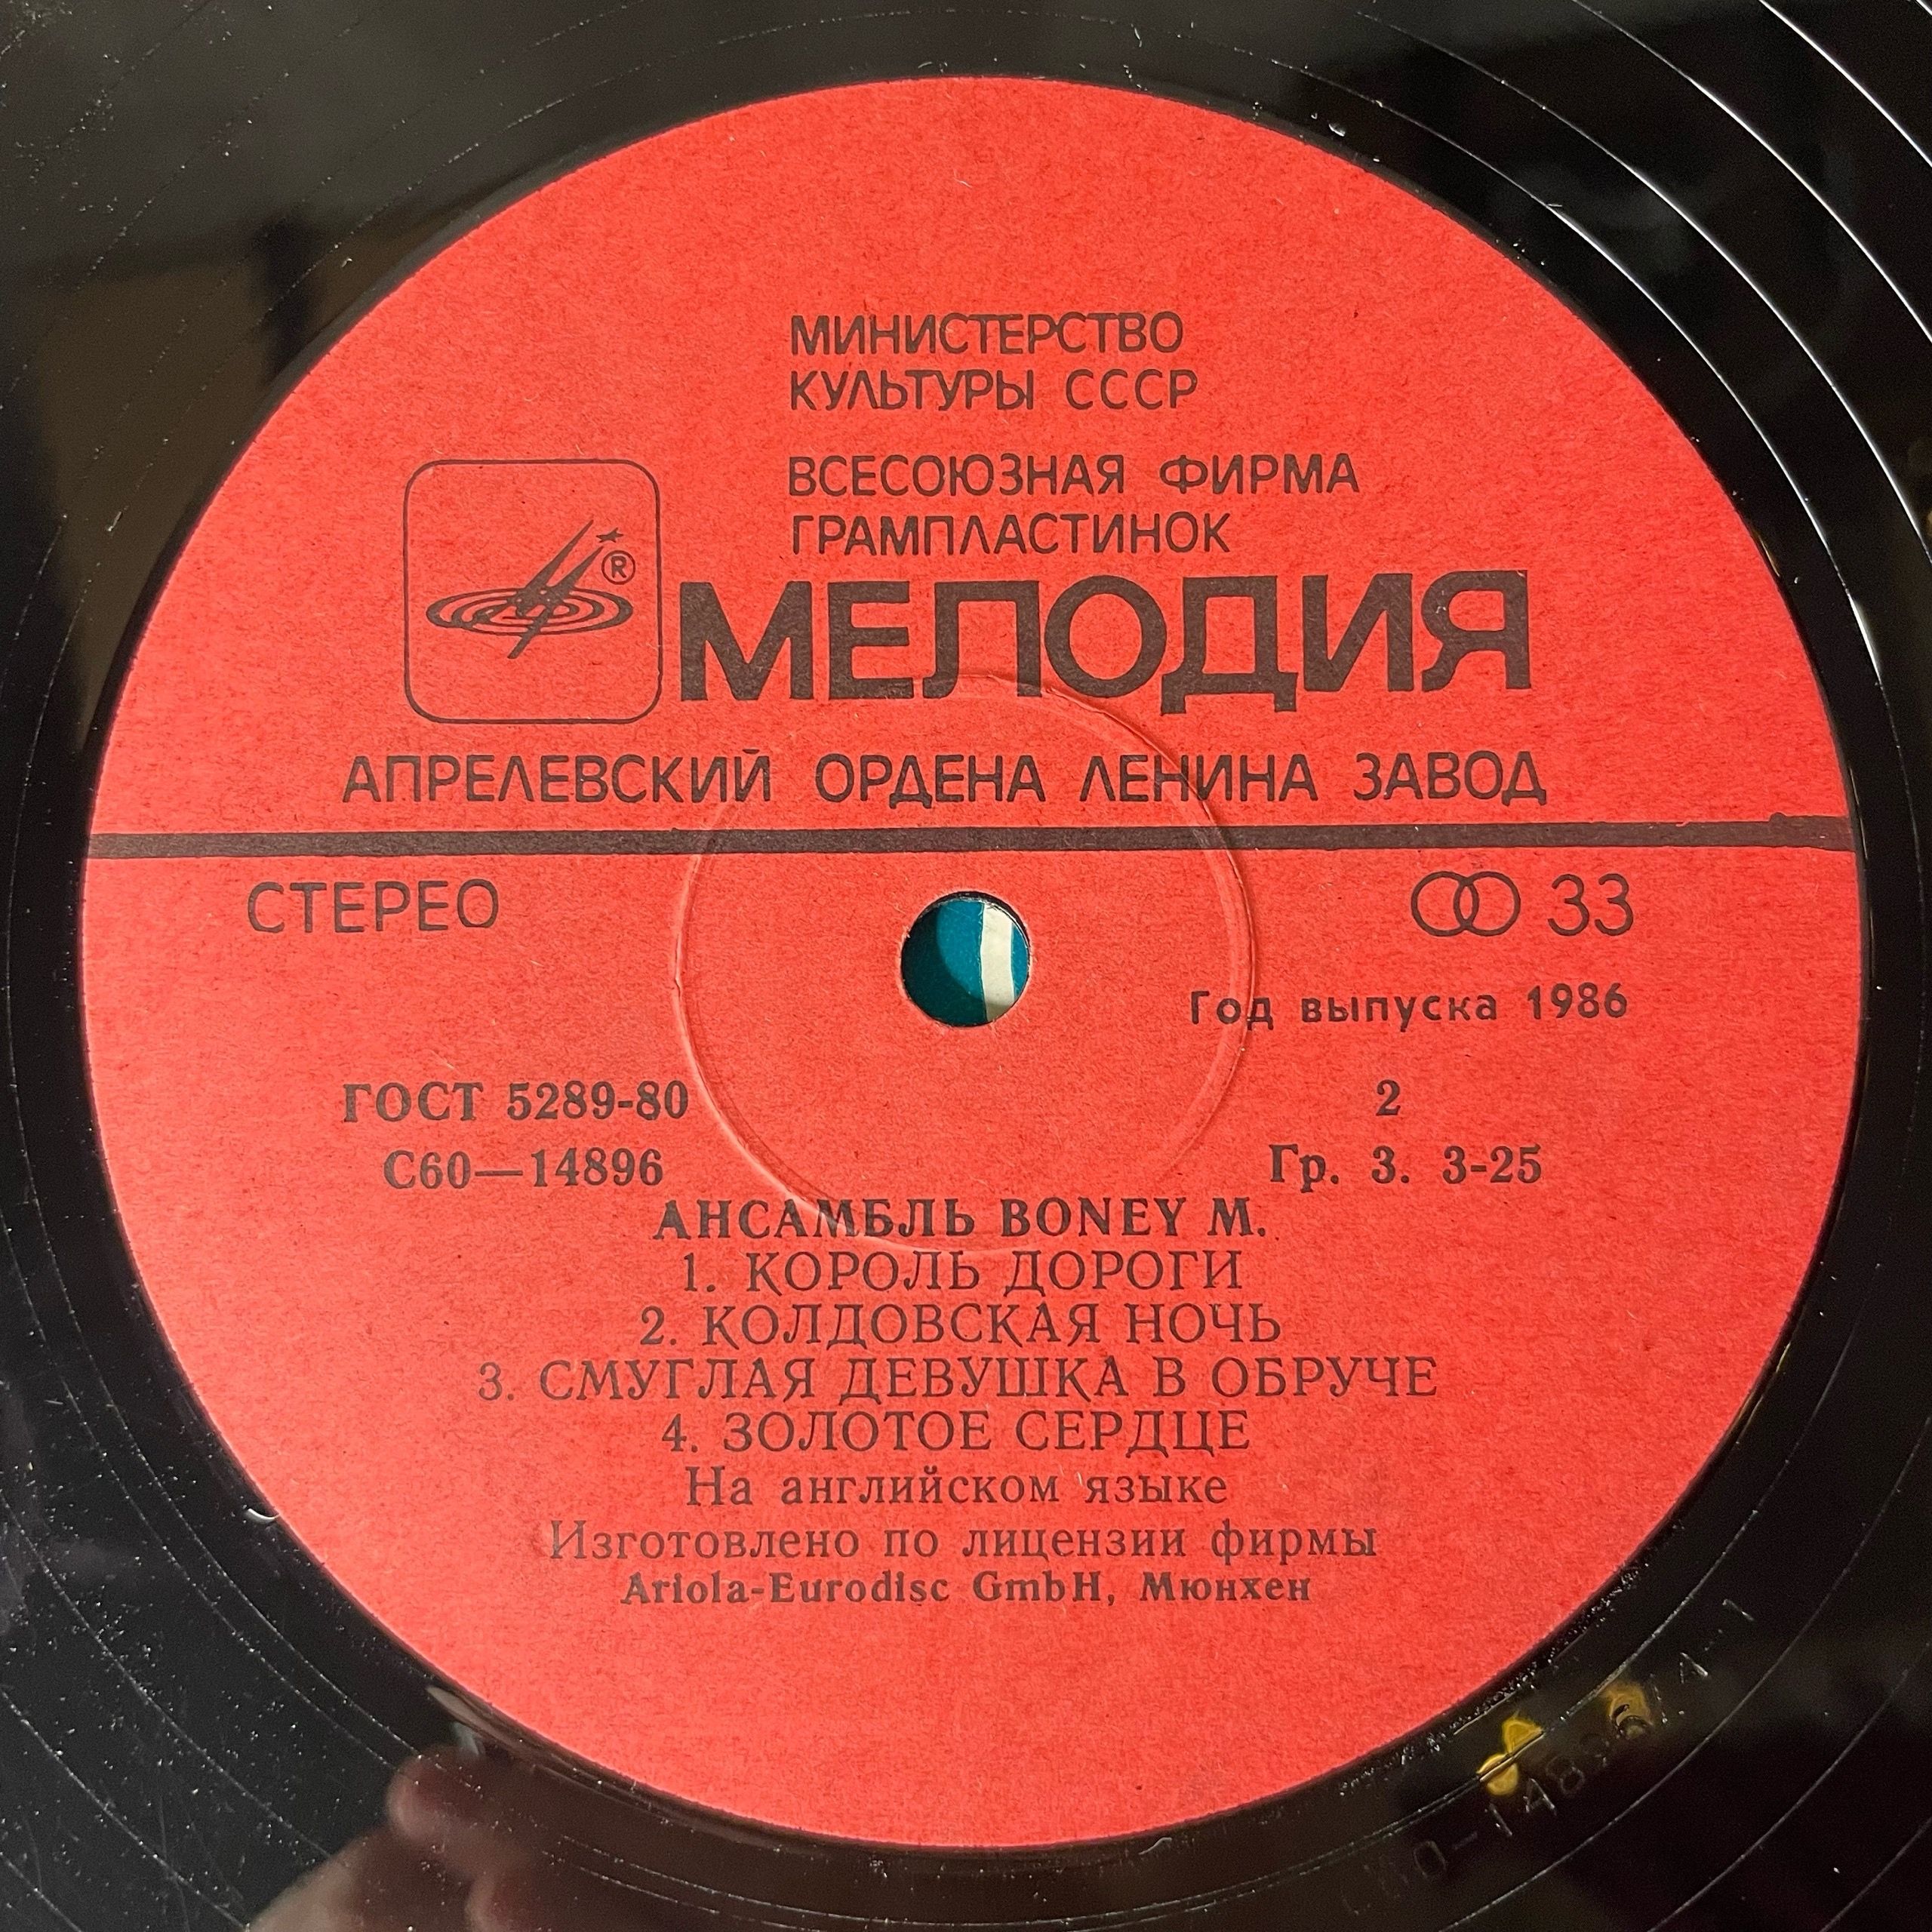 МИНИСТЕРСТВО
КУЛЬТУРЫ СССР
ВСЕСОЮЗНАЯ ФИРМА
ГРАМПЛАСТИНОК
®
МЕЛОДИЯ
АПРЕЛЕВСКИЙ ОРДЕНА ЛЕНИНА ЗАВОД
СТЕРЕО
33
Год выпуска 1986
ГОСТ 5289-80
2
С60—14896
Гр. 3. 3-25
АНСАМБЛЬ BONEY M.
1. КОРОЛЬ ДОРОГИ
2. КОЛДОВСКАЯ НОЧЬ
3. СМУГЛАЯ ДЕВУШКА В ОБРУЧЕ
4. ЗОЛОТОЕ СЕРДЦЕ
На английском языке
Изготовлено по лицензии фирмы
Ariola-Eurodisc GmbH, Мюнхен